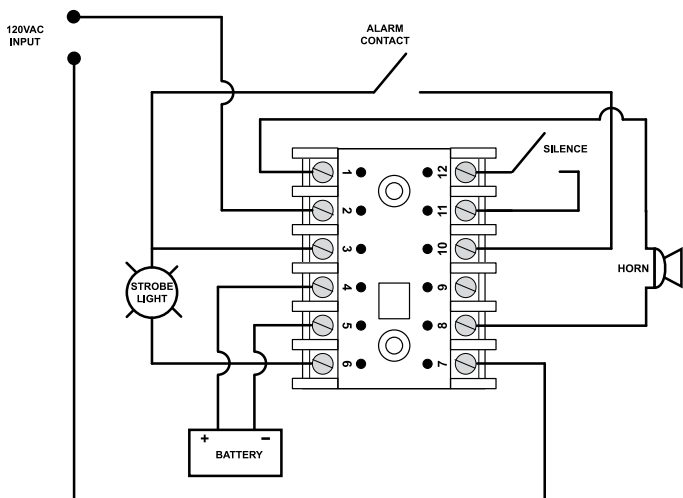 120VAC
INPUT
ALARM
CONTACT
SILENCE
1
12
2
11
3
10
HORN
STROBE
LIGHT
4
9
5
8
6
7
+ −
BATTERY